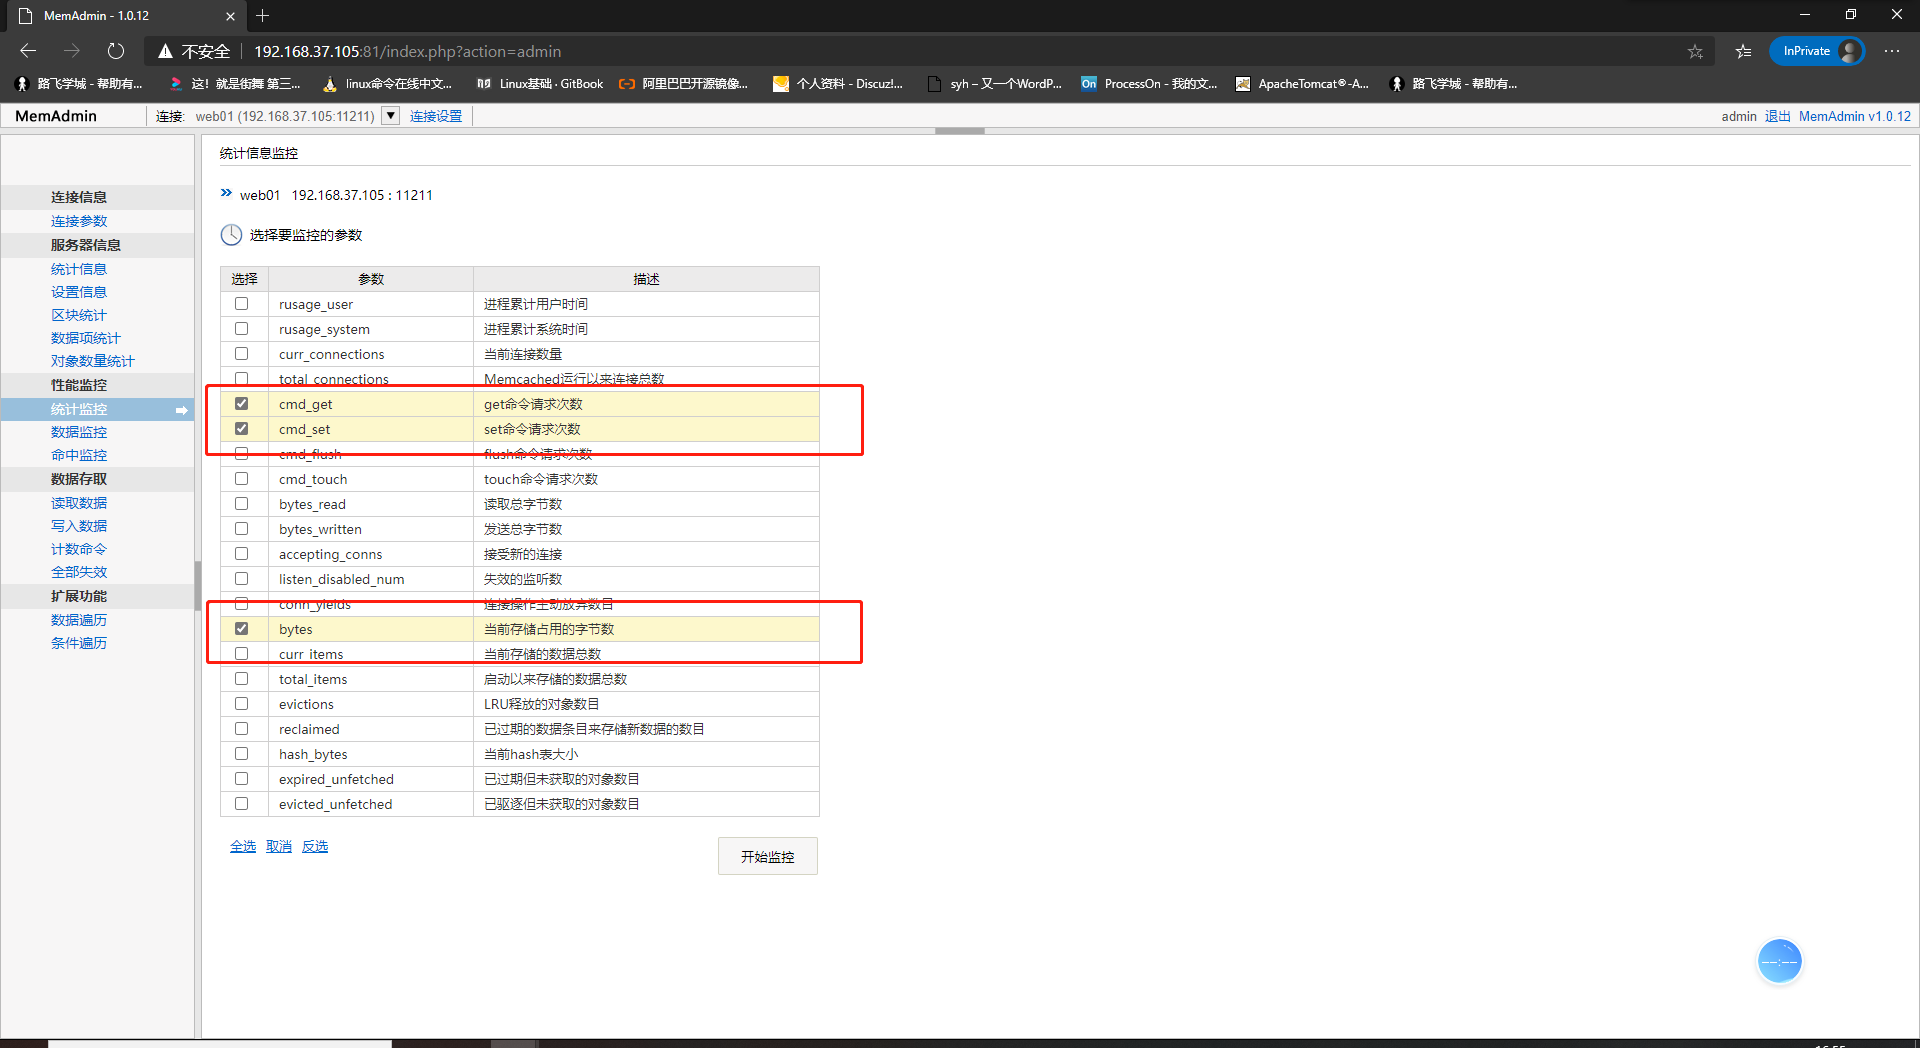 MemAdmin - 1.0.12
不安全 192.168.37.105:81/index.php?action=admin
InPrivate
路飞学城 - 帮助有... 这！就是街舞 第三... linux命令在线中文... Linux基础 · GitBook 阿里巴巴开源镜像... 个人资料 - Discuz!... syh – 又一个WordP... On ProcessOn - 我的文... ApacheTomcat®-A... 路飞学城 - 帮助有...
MemAdmin 连接: web01 (192.168.37.105:11211) 连接设置 admin 退出 MemAdmin v1.0.12
连接信息
连接参数
服务器信息
统计信息
设置信息
区块统计
数据项统计
对象数量统计
性能监控
统计监控
数据监控
命中监控
数据存取
读取数据
写入数据
计数命令
全部失效
扩展功能
数据遍历
条件遍历
统计信息监控
» web01 192.168.37.105 : 11211
选择要监控的参数
选择 参数 描述
rusage_user 进程累计用户时间
rusage_system 进程累计系统时间
curr_connections 当前连接数量
total_connections Memcached运行以来连接总数
cmd_get get命令请求次数
cmd_set set命令请求次数
cmd_flush flush命令请求次数
cmd_touch touch命令请求次数
bytes_read 读取总字节数
bytes_written 发送总字节数
accepting_conns 接受新的连接
listen_disabled_num 失效的监听数
conn_yields 连接操作主动放弃数目
bytes 当前存储占用的字节数
curr_items 当前存储的数据总数
total_items 启动以来存储的数据总数
evictions LRU释放的对象数目
reclaimed 已过期的数据条目来存储新数据的数目
hash_bytes 当前hash表大小
expired_unfetched 已过期但未获取的对象数目
evicted_unfetched 已驱逐但未获取的对象数目
全选 取消 反选
开始监控
--:--